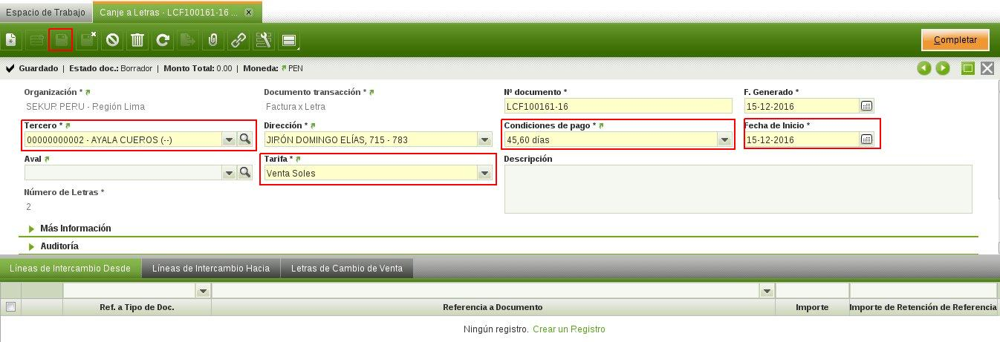 Espacio de Trabajo Canje a Letras - LCF100161-16 ... x
Completar
Guardado | Estado doc.: Borrador | Monto Total: 0.00 | Moneda: PEN
Organización * Documento transacción * Nº documento * F. Generado *
SEKUR PERU - Región Lima Factura x Letra LCF100161-16 15-12-2016
Tercero * Dirección * Condiciones de pago * Fecha de Inicio *
00000000002 - AYALA CUEROS (--) JIRÓN DOMINGO ELÍAS, 715 - 783 45,60 días 15-12-2016
Aval Tarifa * Descripción
Venta Soles
Número de Letras *
2
Más Información
Auditoría
Líneas de Intercambio Desde Líneas de Intercambio Hacia Letras de Cambio de Venta
Ref. a Tipo de Doc. Referencia a Documento Importe Importe de Retención de Referencia
Ningún registro. Crear un Registro